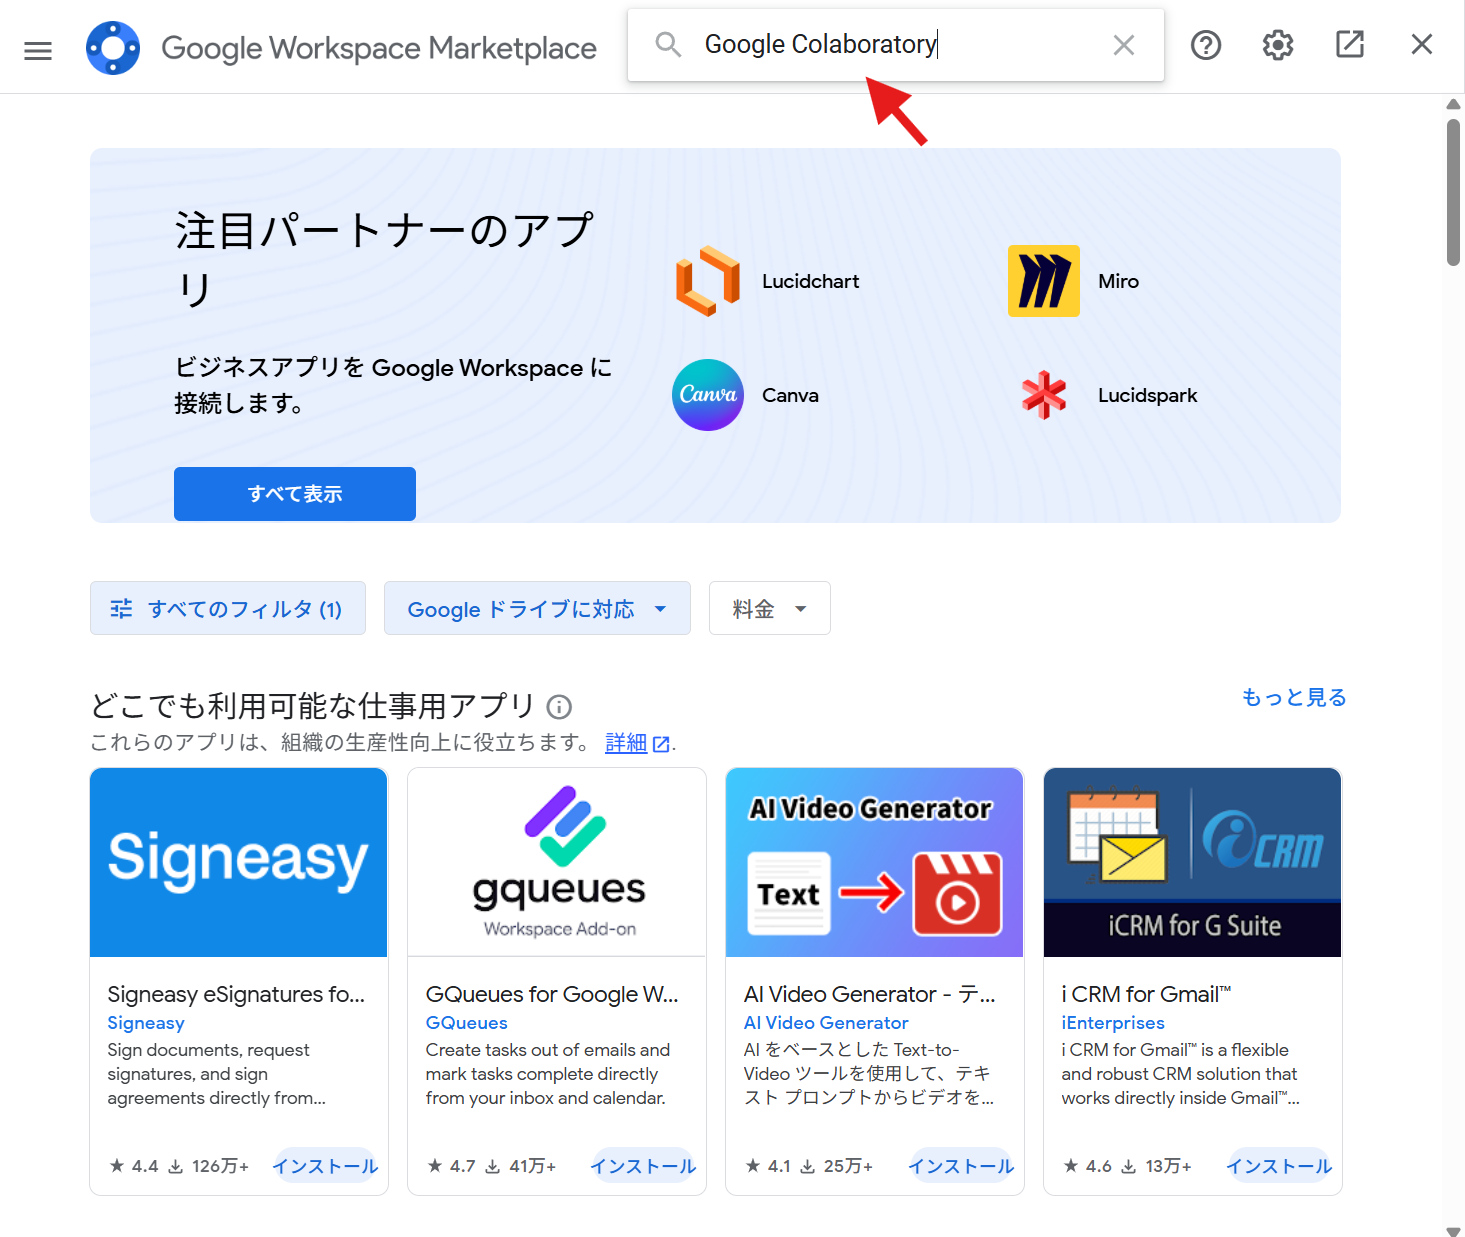 Google Workspace Marketplace
Google Colaboratory
注目パートナーのアプ
リ
ビジネスアプリを Google Workspace に
接続します。
すべて表示
Lucidchart
Miro
Canva
Canva
Lucidspark
すべてのフィルタ (1)
Google ドライブに対応
料金
どこでも利用可能な仕事用アプリ
もっと見る
これらのアプリは、組織の生産性向上に役立ちます。 詳細 .
Signeasy
Signeasy eSignatures fo...
Signeasy
Sign documents, request
signatures, and sign
agreements directly from...
4.4 126万+ インストール
gqueues
Workspace Add-on
GQueues for Google W...
GQueues
Create tasks out of emails and
mark tasks complete directly
from your inbox and calendar.
4.7 41万+ インストール
AI Video Generator
Text
AI Video Generator - テ...
AI Video Generator
AI をベースとした Text-to-
Video ツールを使用して、テキ
スト プロンプトからビデオを...
4.1 25万+ インストール
iCRM
iCRM for G Suite
i CRM for Gmail™
iEnterprises
i CRM for Gmail™ is a flexible
and robust CRM solution that
works directly inside Gmail™...
4.6 13万+ インストール